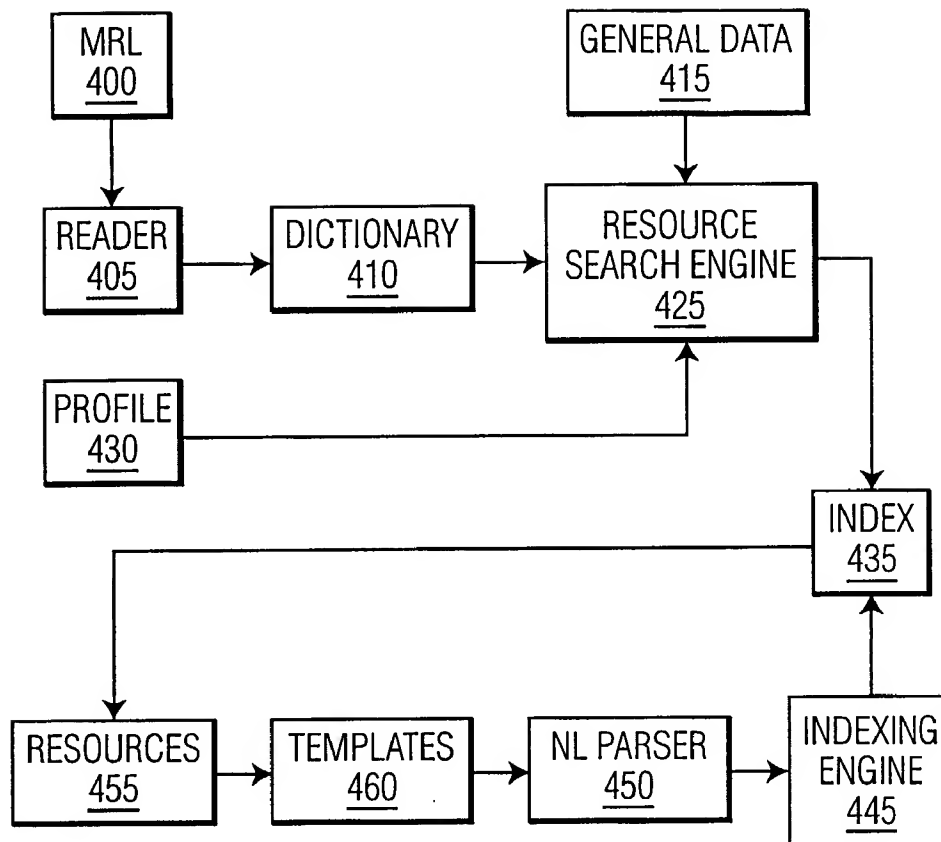 MRL
400
GENERAL DATA
415
READER
405
DICTIONARY
410
RESOURCE
SEARCH ENGINE
425
PROFILE
430
INDEX
435
RESOURCES
455
TEMPLATES
460
NL PARSER
450
INDEXING
ENGINE
445